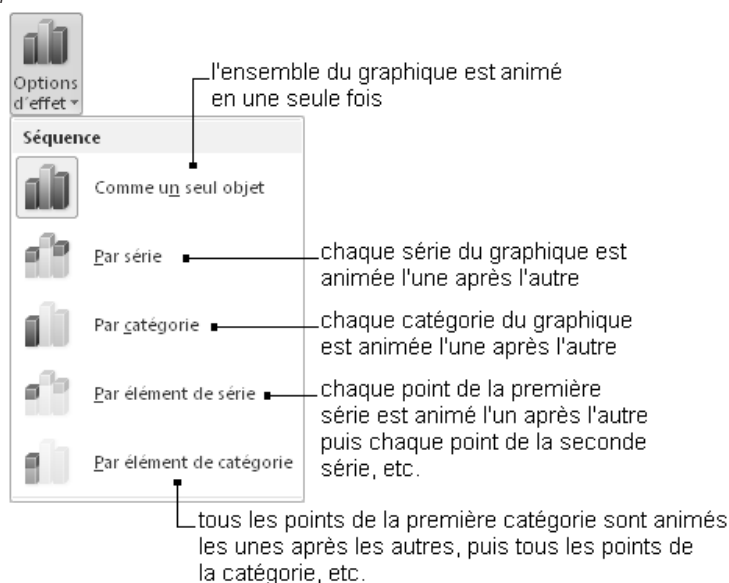 Options
d'effet
l'ensemble du graphique est animé
en une seule fois
Séquence
Comme un seul objet
Par série
chaque série du graphique est
animée l'une après l'autre
Par catégorie
chaque catégorie du graphique
est animée l'une après l'autre
Par élément de série
chaque point de la première
série est animé l'un après l'autre
puis chaque point de la seconde
série, etc.
Par élément de catégorie
tous les points de la première catégorie sont animés
les unes après les autres, puis tous les points de
la catégorie, etc.